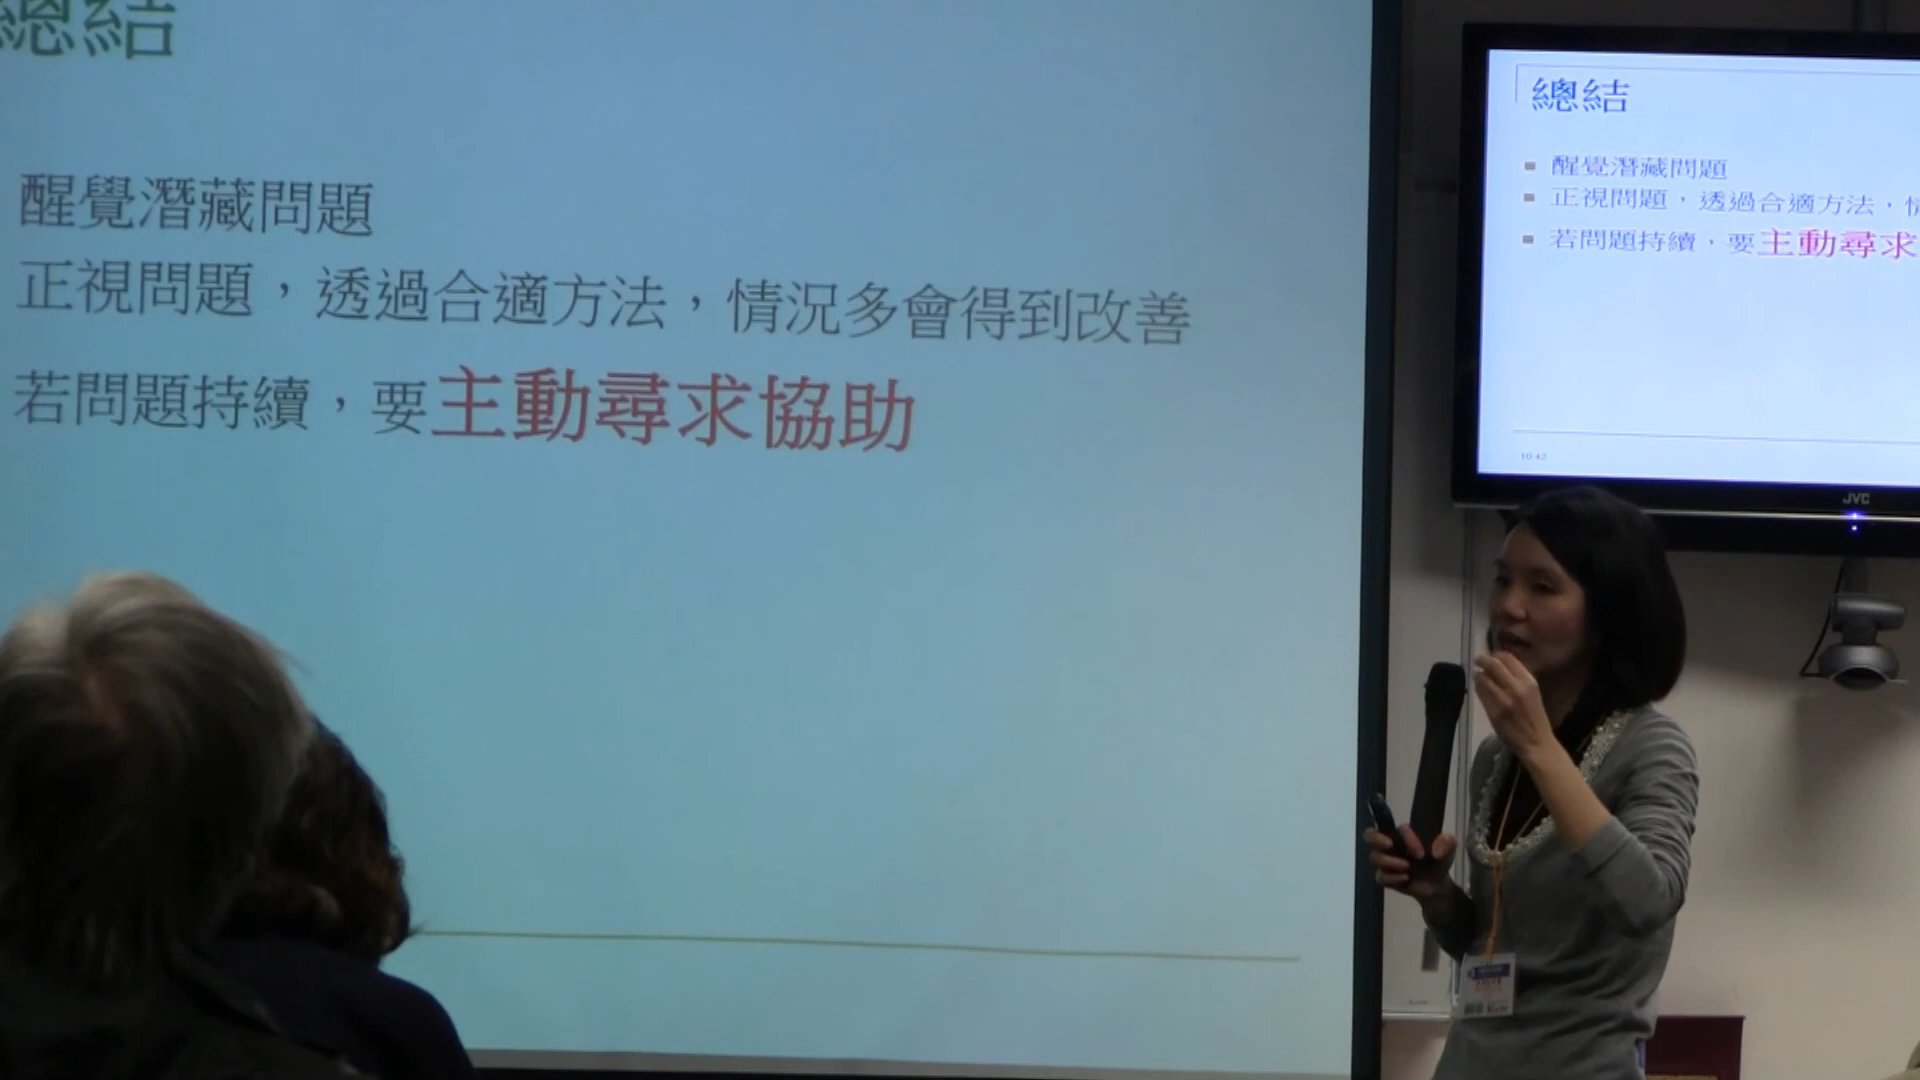 總結
醒覺潛藏問題
正視問題，透過合適方法，情況多會得到改善
若問題持續，要主動尋求協助
總結
醒覺潛藏問題
正視問題，透過合適方法，情
若問題持續，要主動尋求
10:42
JVC